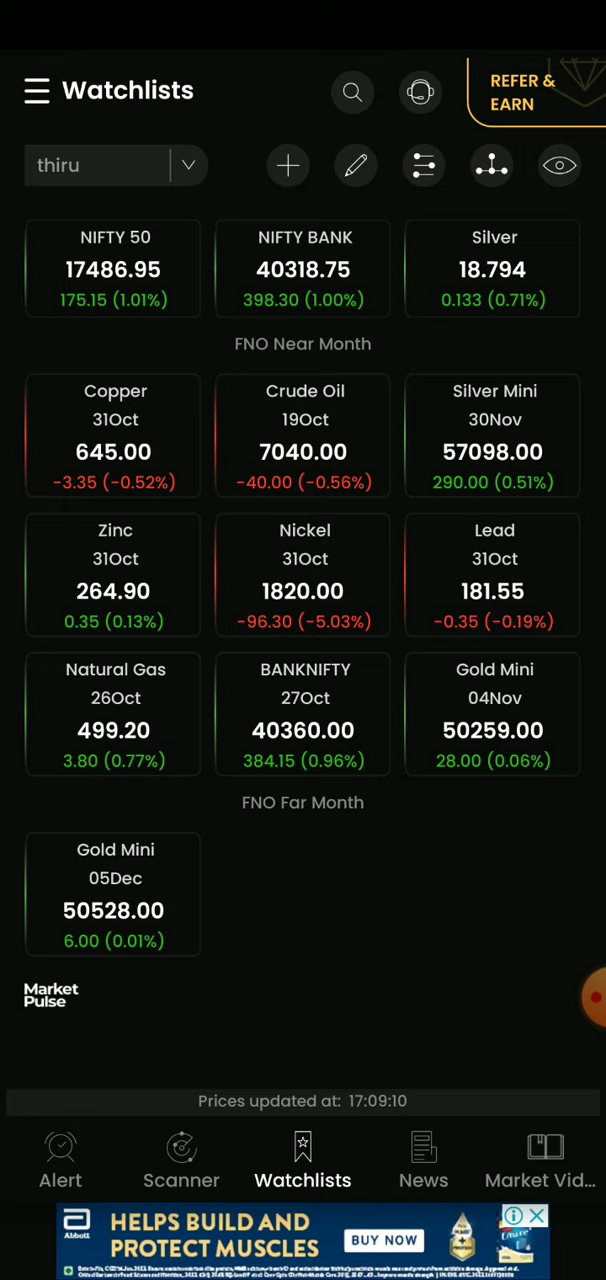 Watchlists
REFER &
EARN
thiru
NIFTY 50 NIFTY BANK Silver
17486.95 40318.75 18.794
175.15 (1.01%) 398.30 (1.00%) 0.133 (0.71%)
FNO Near Month
Copper Crude Oil Silver Mini
31Oct 19Oct 30Nov
645.00 7040.00 57098.00
-3.35 (-0.52%) -40.00 (-0.56%) 290.00 (0.51%)
Zinc Nickel Lead
31Oct 31Oct 31Oct
264.90 1820.00 181.55
0.35 (0.13%) -96.30 (-5.03%) -0.35 (-0.19%)
Natural Gas BANKNIFTY Gold Mini
26Oct 27Oct 04Nov
499.20 40360.00 50259.00
3.80 (0.77%) 384.15 (0.96%) 28.00 (0.06%)
FNO Far Month
Gold Mini
05Dec
50528.00
6.00 (0.01%)
Market
Pulse
Prices updated at: 17:09:10
Alert Scanner Watchlists News Market Vid...
Abbott
HELPS BUILD AND
PROTECT MUSCLES
BUY NOW